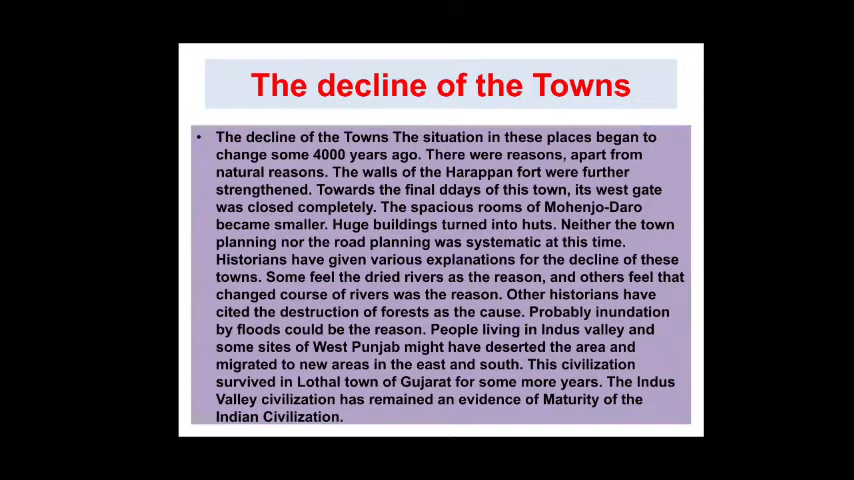 The decline of the Towns
• The decline of the Towns The situation in these places began to
change some 4000 years ago. There were reasons, apart from
natural reasons. The walls of the Harappan fort were further
strengthened. Towards the final ddays of this town, its west gate
was closed completely. The spacious rooms of Mohenjo-Daro
became smaller. Huge buildings turned into huts. Neither the town
planning nor the road planning was systematic at this time.
Historians have given various explanations for the decline of these
towns. Some feel the dried rivers as the reason, and others feel that
changed course of rivers was the reason. Other historians have
cited the destruction of forests as the cause. Probably inundation
by floods could be the reason. People living in Indus valley and
some sites of West Punjab might have deserted the area and
migrated to new areas in the east and south. This civilization
survived in Lothal town of Gujarat for some more years. The Indus
Valley civilization has remained an evidence of Maturity of the
Indian Civilization.